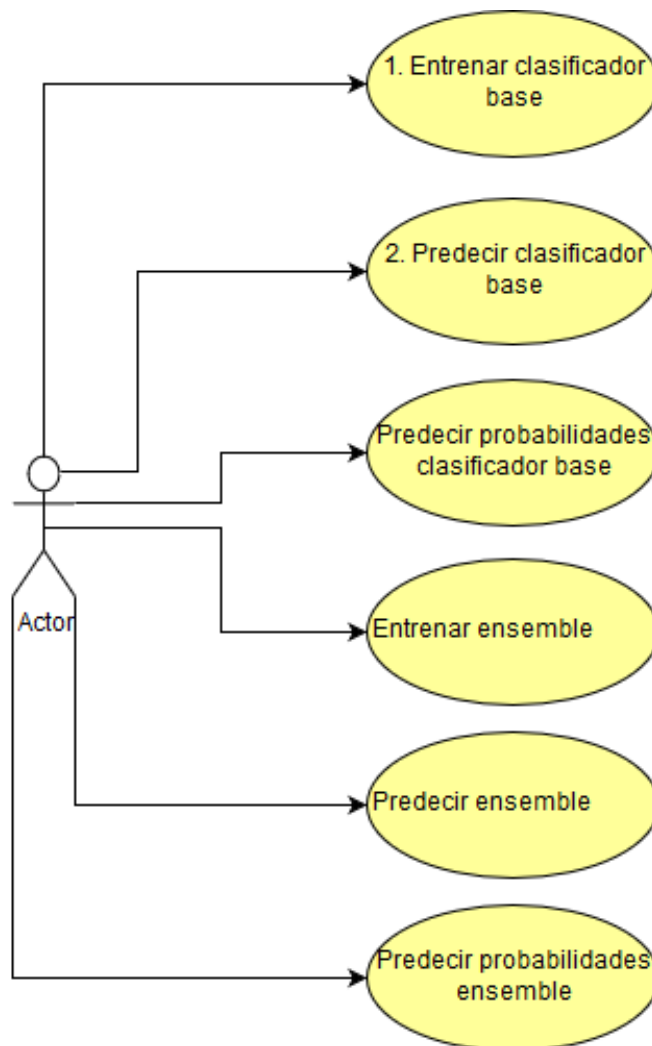 1. Entrenar clasificador
base
2. Predecir clasificador
base
Predecir probabilidades
clasificador base
Entrenar ensemble
Actor
Predecir ensemble
Predecir probabilidades
ensemble